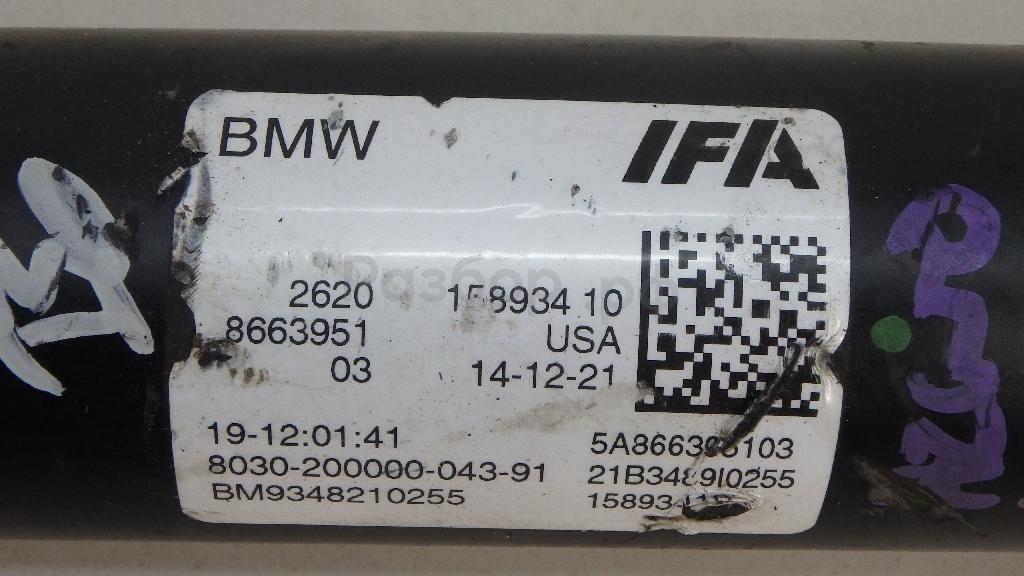 BMW IFA
2620 158934 10
8663951 USA
03 14-12-21
19-12:01:41
8030-200000-043-91 21B3489I0255
BM9348210255